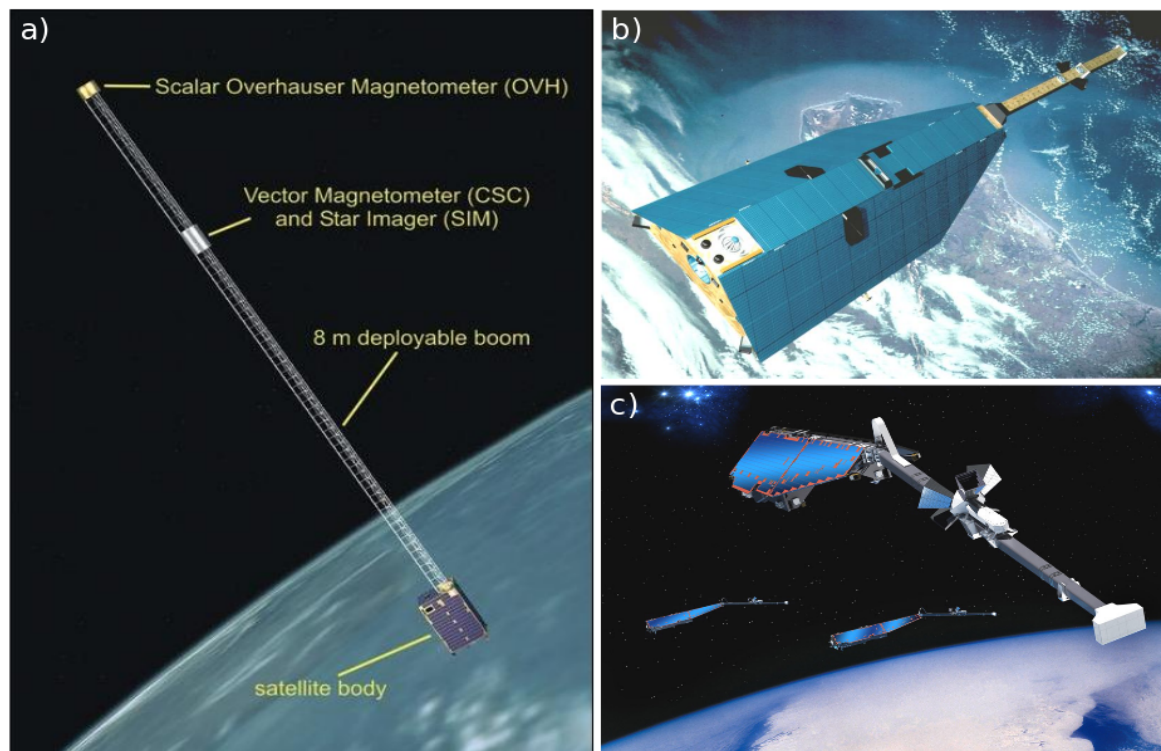 a)
Scalar Overhauser Magnetometer (OVH)
Vector Magnetometer (CSC)
and Star Imager (SIM)
8 m deployable boom
satellite body
b)
c)